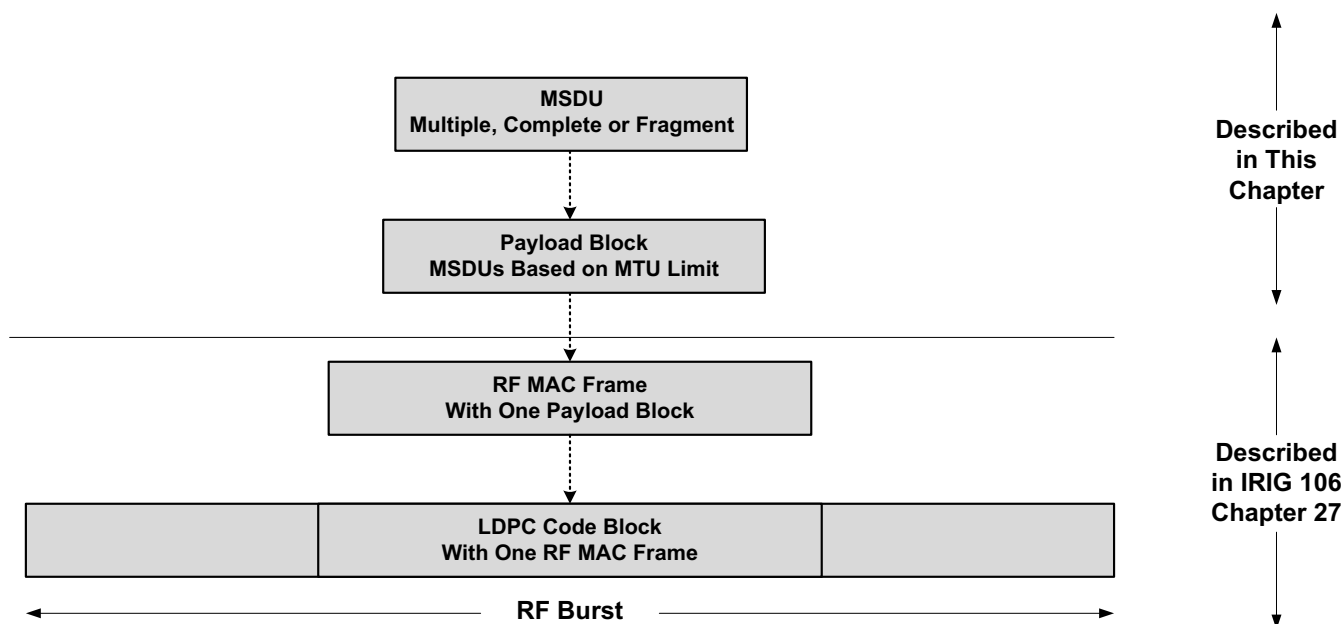 MSDU
Multiple, Complete or Fragment
Described
in This
Chapter
Payload Block
MSDUs Based on MTU Limit
RF MAC Frame
With One Payload Block
Described
in IRIG 106
Chapter 27
LDPC Code Block
With One RF MAC Frame
RF Burst